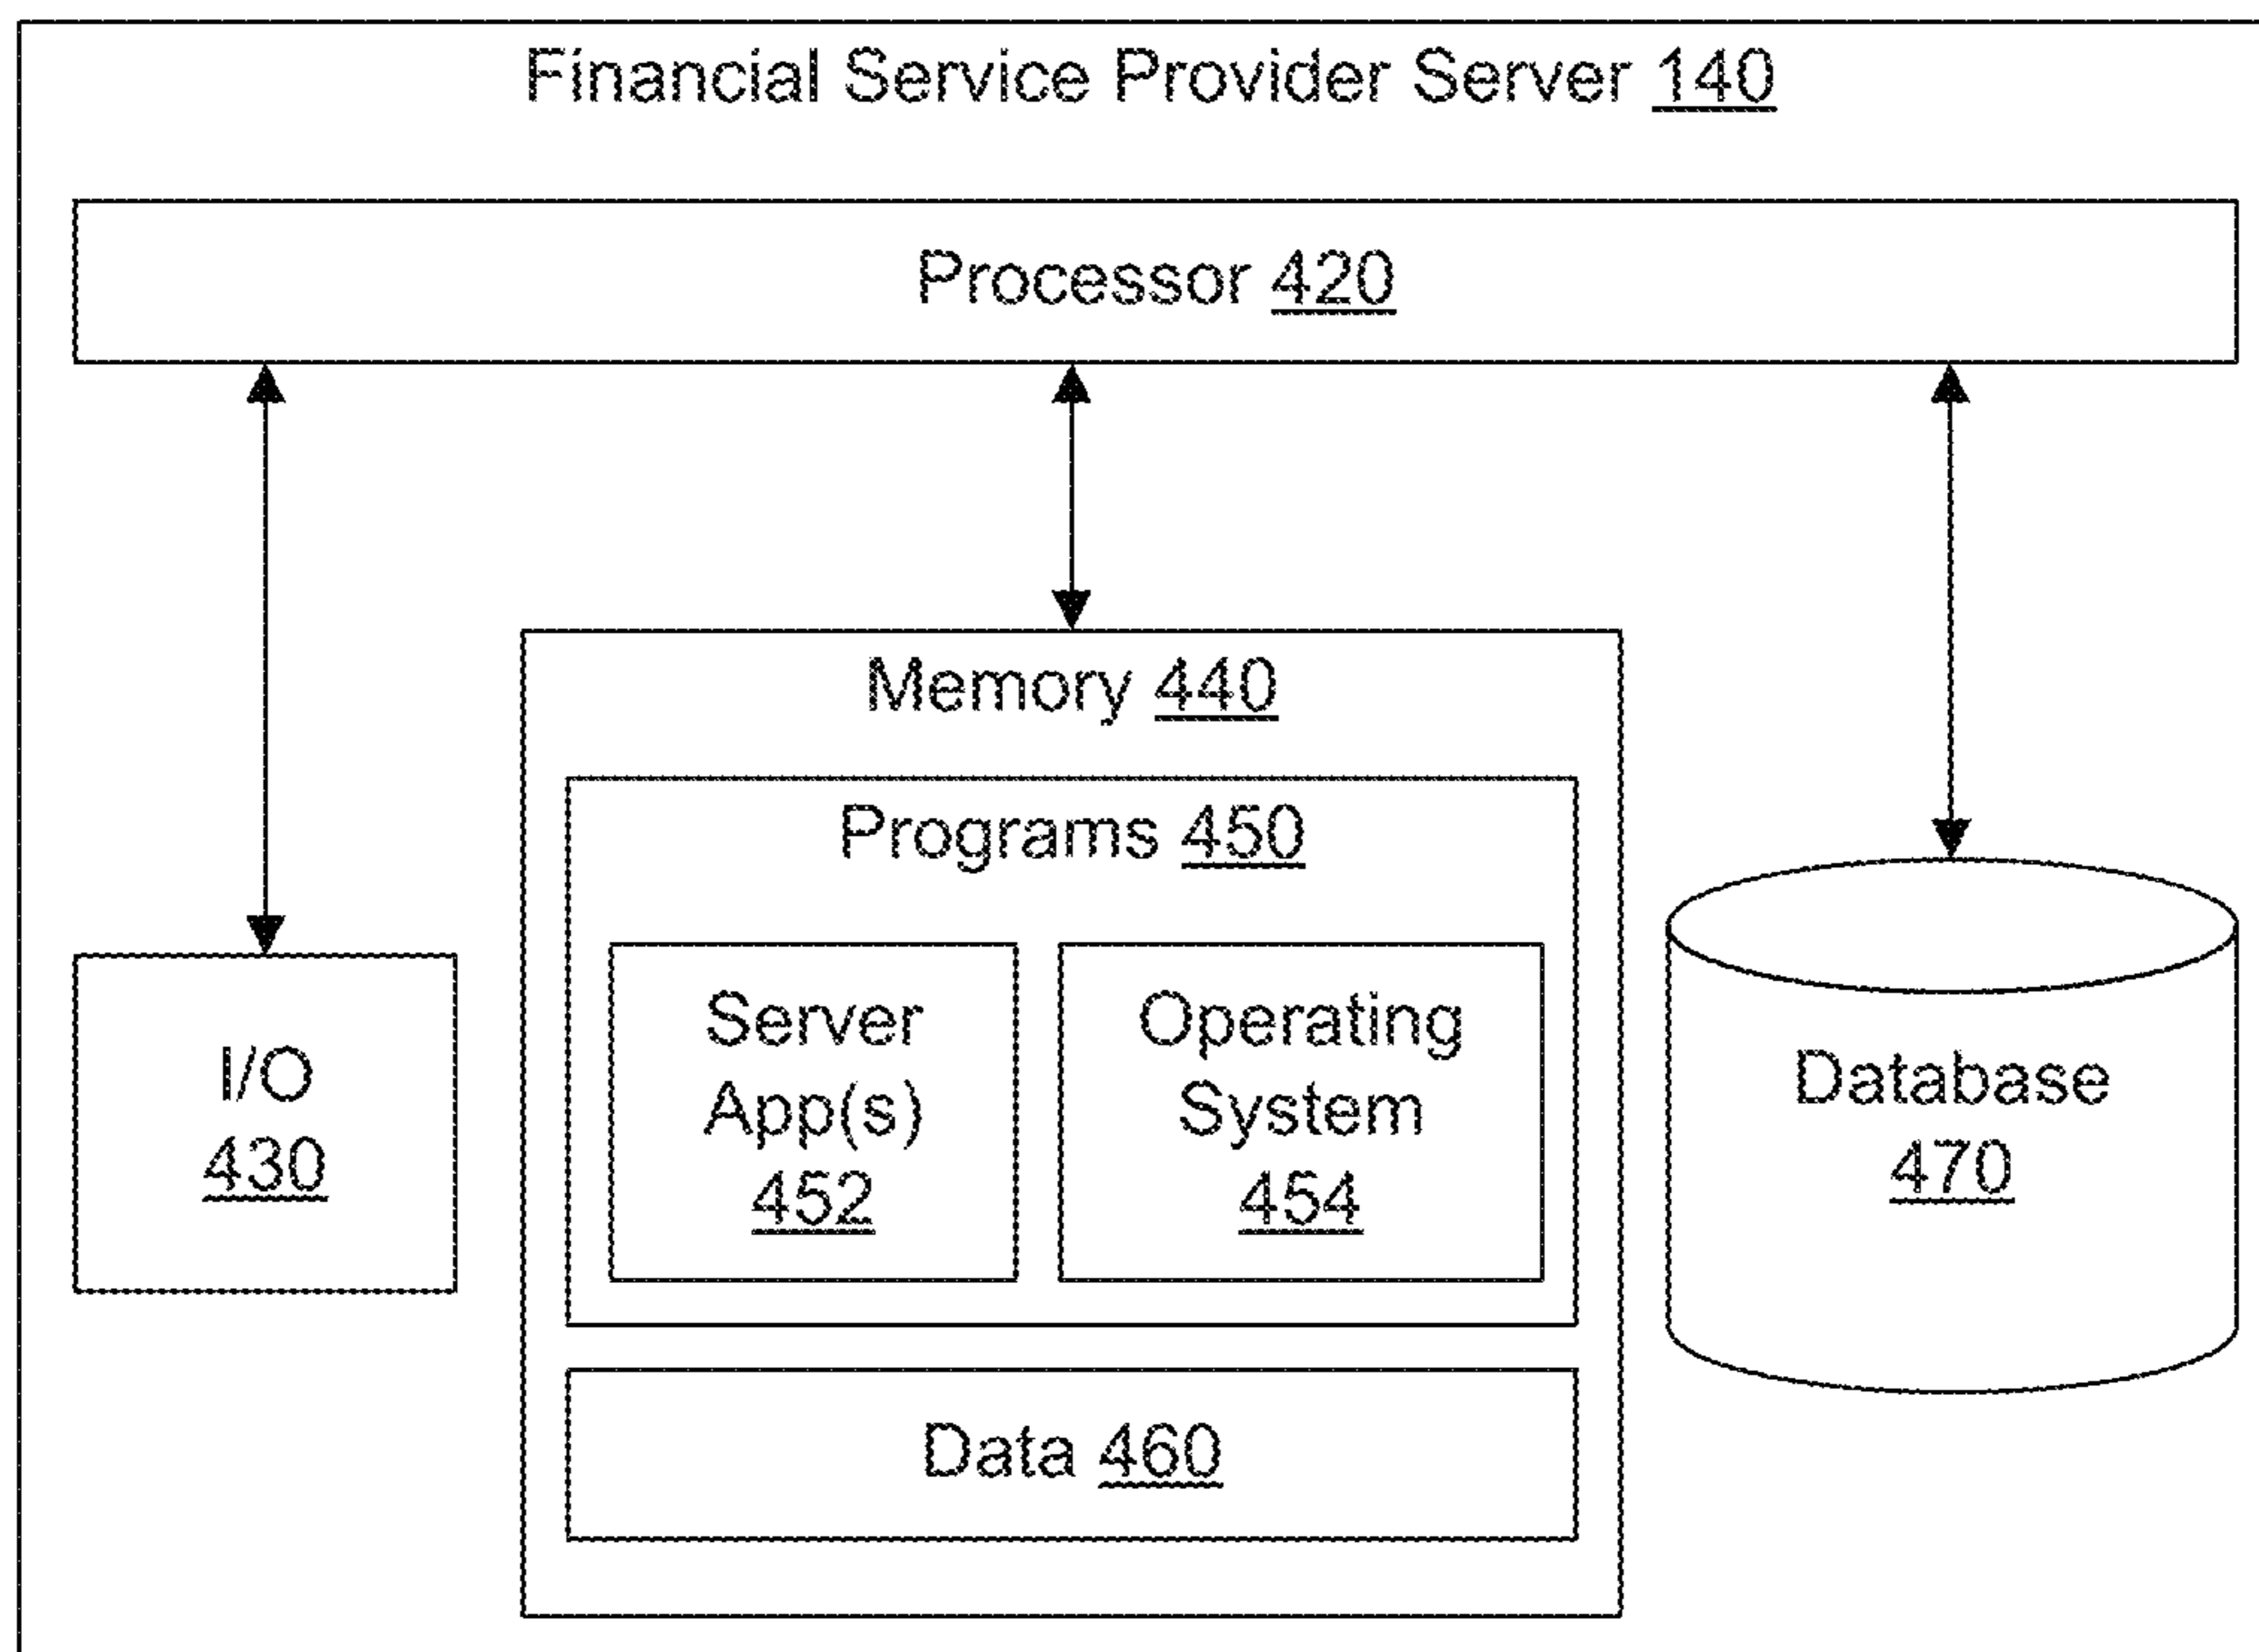 Financial Service Provider Server 140
Processor 420
Memory 440
Programs 450
Server
App(s)
452
Operating
System
454
Data 460
I/O
430
Database
470